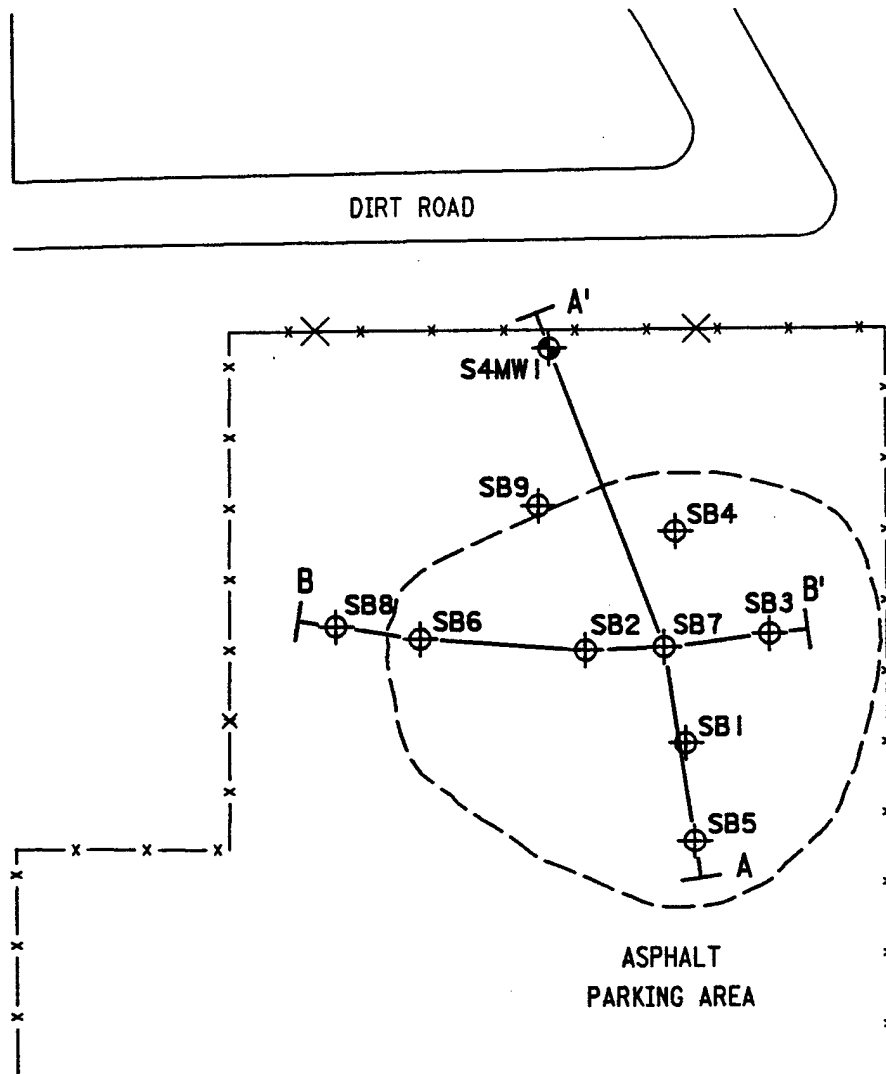 DIRT ROAD
A'
S4MW1
SB9
SB4
B
SB8
SB6
SB2
SB7
SB3
B'
SB1
SB5
A
ASPHALT
PARKING AREA